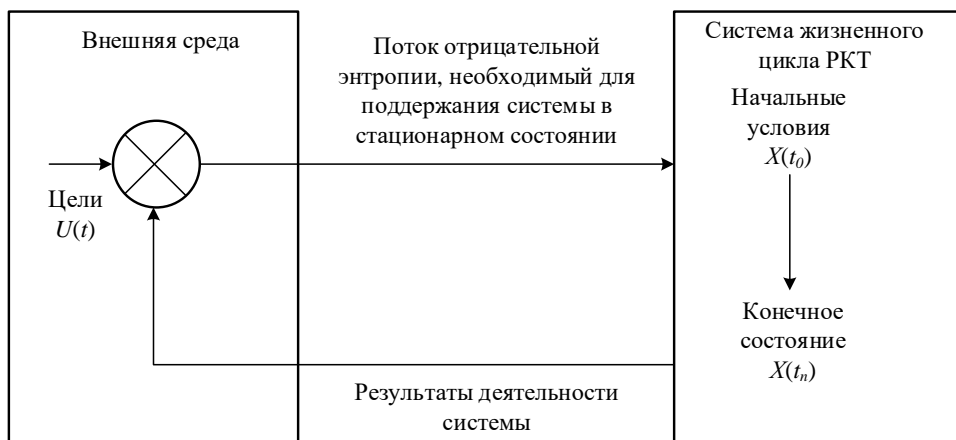 Внешняя среда
Цели
U(t)
Поток отрицательной
энтропии, необходимый для
поддержания системы в
стационарном состоянии
Результаты деятельности
системы
Система жизненного
цикла РКТ
Начальные
условия
X(t₀)
Конечное
состояние
X(tₙ)